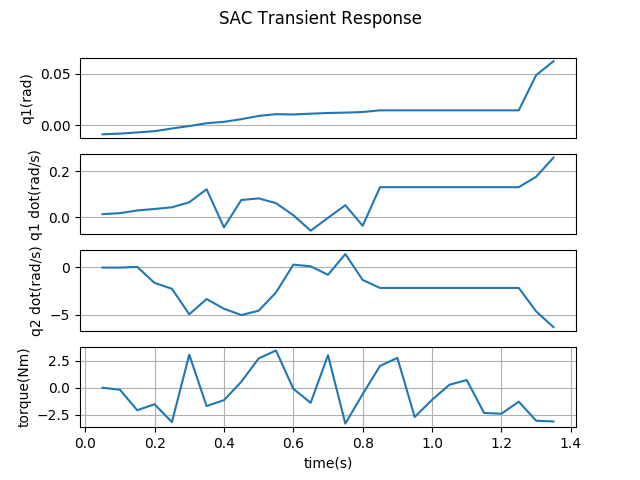 SAC Transient Response
q1(rad)
0.05
0.00
q1 dot(rad/s)
0.2
0.0
q2 dot(rad/s)
0
−5
torque(Nm)
2.5
0.0
−2.5
0.0 0.2 0.4 0.6 0.8 1.0 1.2 1.4
time(s)